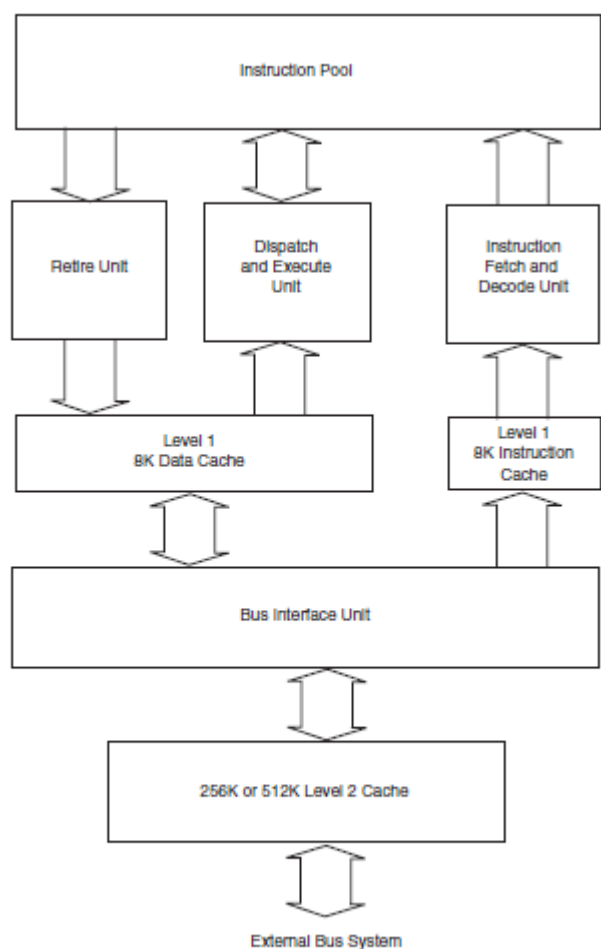 Instruction Pool
Retire Unit
Dispatch
and Execute
Unit
Instruction
Fetch and
Decode Unit
Level 1
8K Data Cache
Level 1
8K Instruction
Cache
Bus Interface Unit
256K or 512K Level 2 Cache
External Bus System